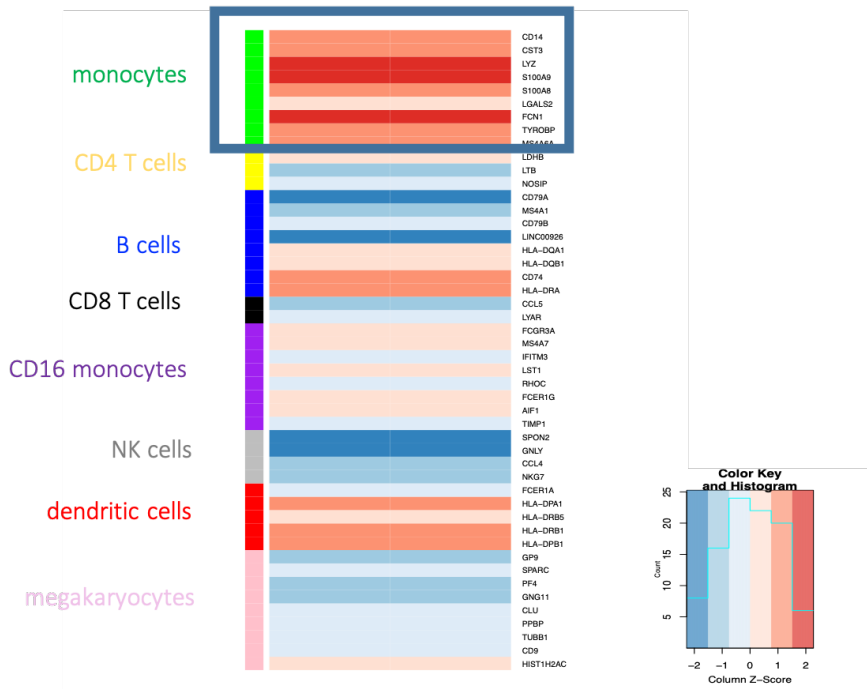 monocytes
CD4 T cells
B cells
CD8 T cells
CD16 monocytes
NK cells
dendritic cells
megakaryocytes
CD14
CST3
LYZ
S100A9
S100A8
LGALS2
FCN1
TYROBP
MS4A6A
LDHB
LTB
NOSIP
CD79A
MS4A1
CD79B
LINC00926
HLA-DQA1
HLA-DQB1
CD74
HLA-DRA
CCL5
LYAR
FCGR3A
MS4A7
IFITM3
LST1
RHOC
FCER1G
AIF1
TIMP1
SPON2
GNLY
CCL4
NKG7
FCER1A
HLA-DPA1
HLA-DRB5
HLA-DRB1
HLA-DPB1
GP9
SPARC
PF4
GNG11
CLU
PPBP
TUBB1
CD9
HIST1H2AC
Color Key
and Histogram
Count
25
20
15
10
5
−2 −1 0 1 2
Column Z−Score